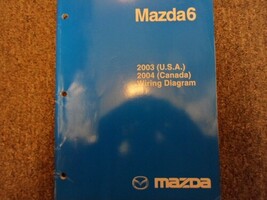 Mazda6
2003 (U.S.A.)
2004 (Canada)
Wiring Diagram
mazda